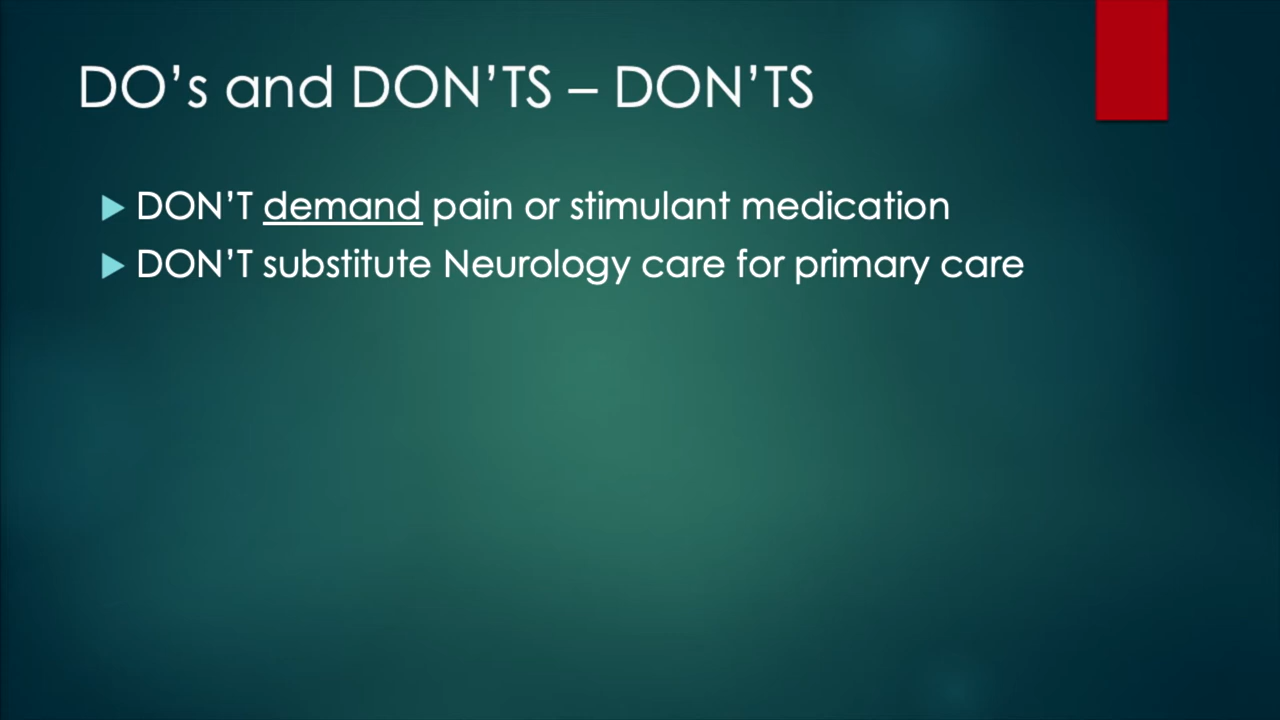 DO’s and DON’TS – DON’TS
DON’T demand pain or stimulant medication
DON’T substitute Neurology care for primary care